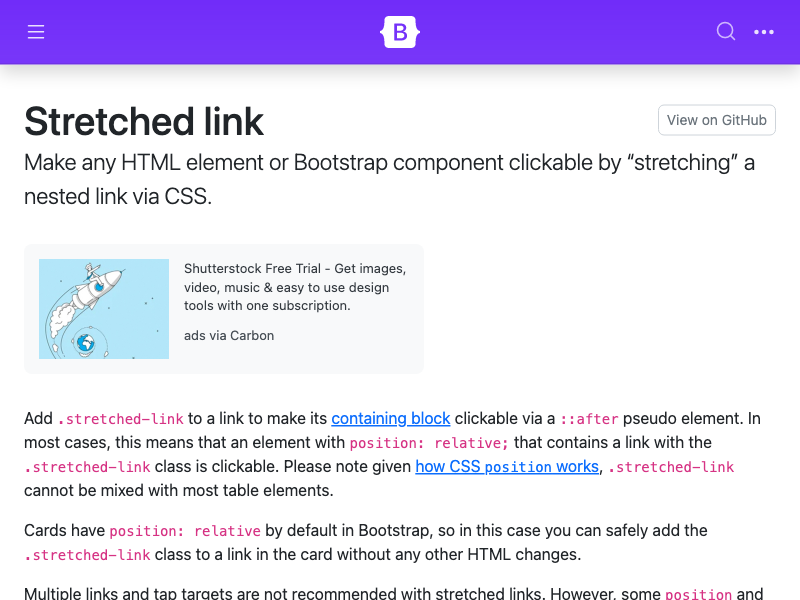 B
Stretched link
View on GitHub
Make any HTML element or Bootstrap component clickable by “stretching” a
nested link via CSS.
Shutterstock Free Trial - Get images,
video, music & easy to use design
tools with one subscription.
ads via Carbon
Add .stretched-link to a link to make its containing block clickable via a ::after pseudo element. In
most cases, this means that an element with position: relative; that contains a link with the
.stretched-link class is clickable. Please note given how CSS position works, .stretched-link
cannot be mixed with most table elements.
Cards have position: relative by default in Bootstrap, so in this case you can safely add the
.stretched-link class to a link in the card without any other HTML changes.
Multiple links and tap targets are not recommended with stretched links. However, some position and